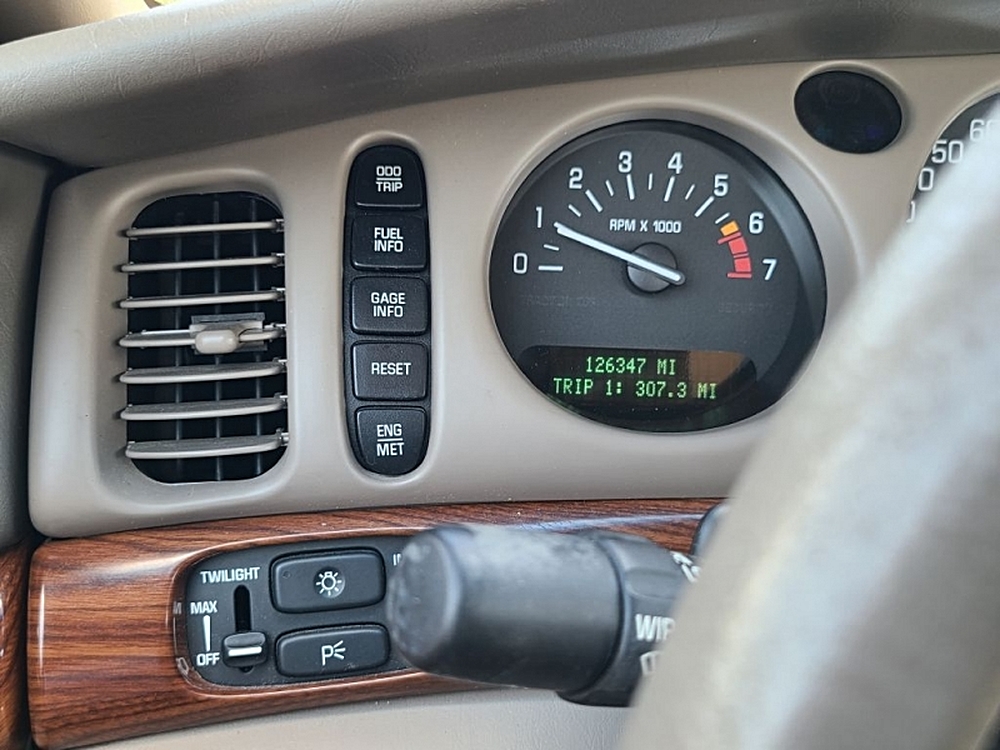 ODO
TRIP
FUEL
INFO
GAGE
INFO
RESET
ENG
MET
0
1
2
3
4
5
6
7
RPM X 1000
126347 MI
TRIP 1: 307.3 MI
50
TWILIGHT
MAX
OFF
P